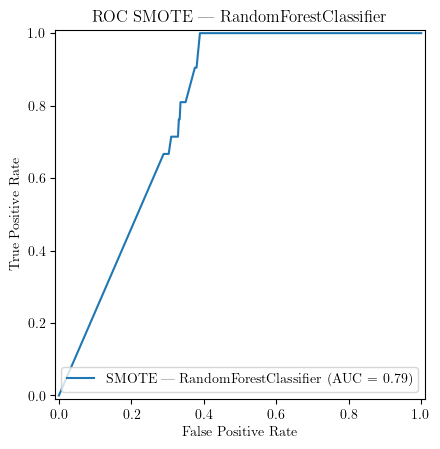 ROC SMOTE — RandomForestClassifier
1.0
0.8
0.6
0.4
0.2
0.0
True Positive Rate
SMOTE — RandomForestClassifier (AUC = 0.79)
0.0 0.2 0.4 0.6 0.8 1.0
False Positive Rate